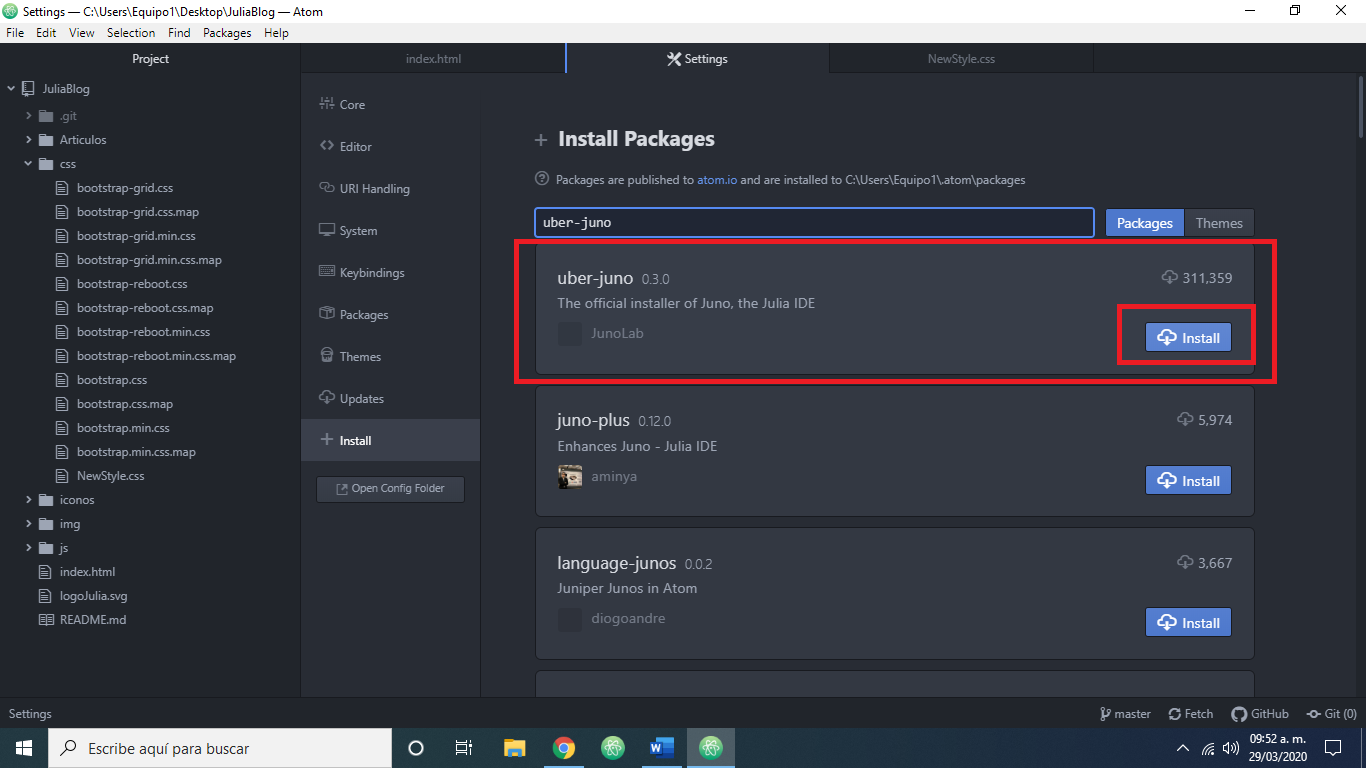 Settings — C:\Users\Equipo1\Desktop\JuliaBlog — Atom
File Edit View Selection Find Packages Help
Project
index.html
Settings
NewStyle.css
JuliaBlog
.git
Articulos
css
bootstrap-grid.css
bootstrap-grid.css.map
bootstrap-grid.min.css
bootstrap-grid.min.css.map
bootstrap-reboot.css
bootstrap-reboot.css.map
bootstrap-reboot.min.css
bootstrap-reboot.min.css.map
bootstrap.css
bootstrap.css.map
bootstrap.min.css
bootstrap.min.css.map
NewStyle.css
iconos
img
js
index.html
logoJulia.svg
README.md
Core
Editor
URI Handling
System
Keybindings
Packages
Themes
Updates
Install
Open Config Folder
Install Packages
Packages are published to atom.io and are installed to C:\Users\Equipo1\.atom\packages
uber-juno
Packages Themes
uber-juno 0.3.0 311,359
The official installer of Juno, the Julia IDE
JunoLab
Install
juno-plus 0.12.0 5,974
Enhances Juno - Julia IDE
aminya
Install
language-junos 0.0.2 3,667
Juniper Junos in Atom
diogoandre
Install
Settings
master Fetch GitHub Git (0)
Escribe aquí para buscar
09:52 a. m.
29/03/2020